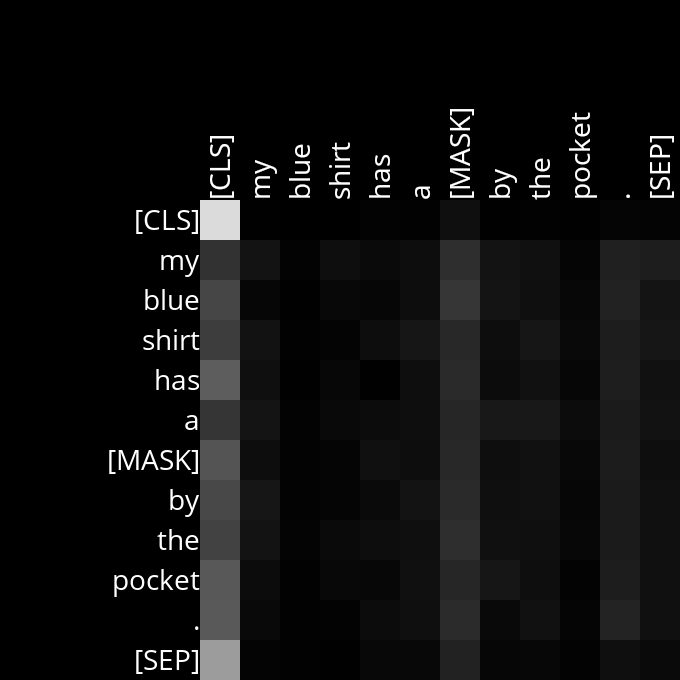 [CLS] my blue shirt has a [MASK] by the pocket . [SEP]
[CLS]
my
blue
shirt
has
a
[MASK]
by
the
pocket
.
[SEP]